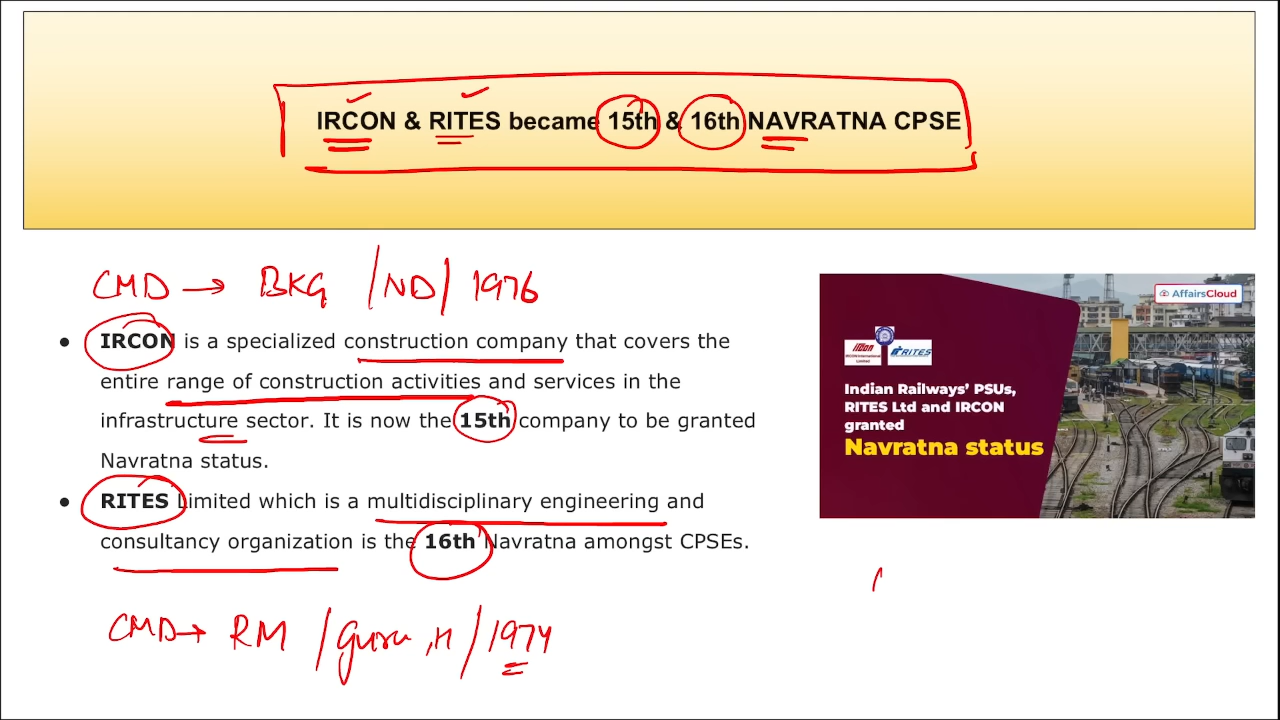 IRCON & RITES became 15th & 16th NAVRATNA CPSE
CMD → BKG / ND / 1976
• IRCON is a specialized construction company that covers the
entire range of construction activities and services in the
infrastructure sector. It is now the 15th company to be granted
Navratna status.
• RITES Limited which is a multidisciplinary engineering and
consultancy organization is the 16th Navratna amongst CPSEs.
CMD → RM / Guru, H / 1974
AffairsCloud
ircon
RITES
Indian Railways' PSUs,
RITES Ltd and IRCON
granted
Navratna status